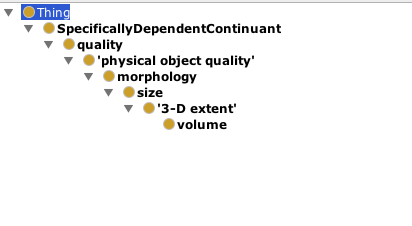 Thing
SpecificallyDependentContinuant
quality
'physical object quality'
morphology
size
'3-D extent'
volume